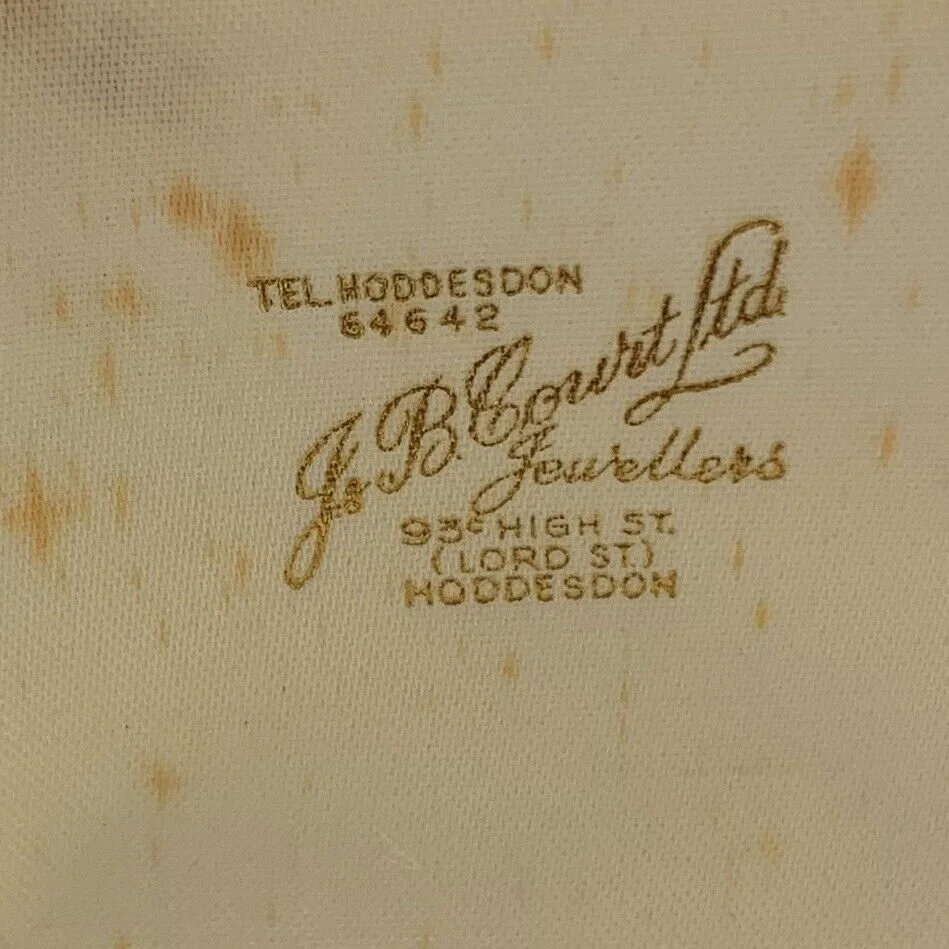 TEL. HODDESDON
64642
J. B. Court Ltd.
Jewellers
93c HIGH ST.
(LORD ST.)
HODDESDON